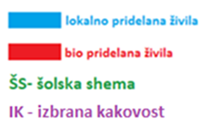 lokalno pridelana živila
bio pridelana živila
ŠS- šolska shema
IK - izbrana kakovost